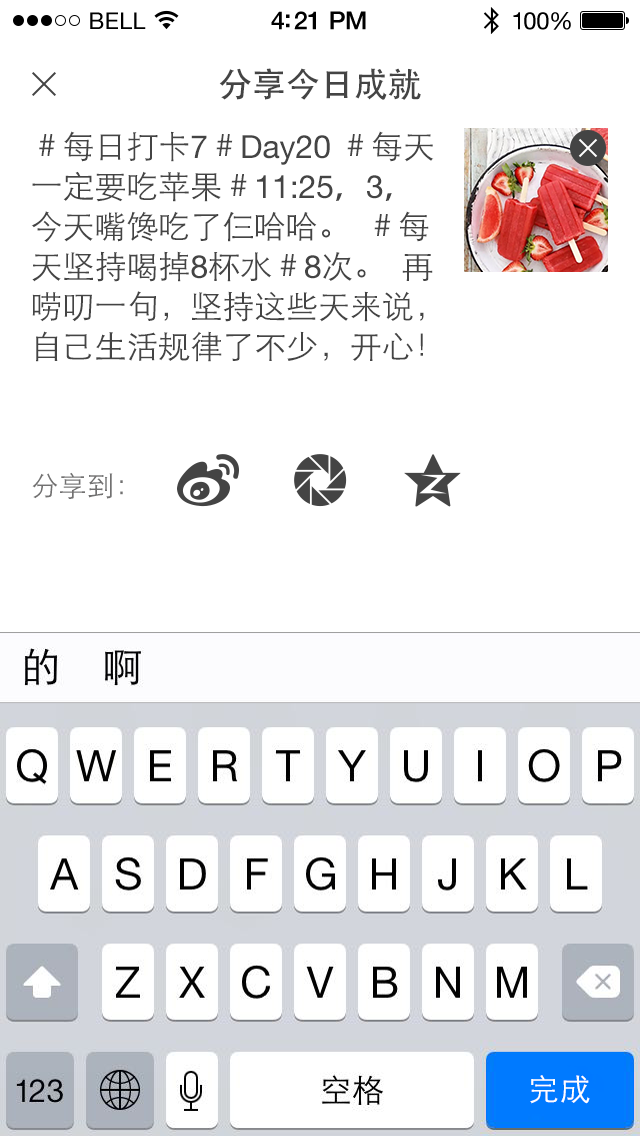 BELL 4:21 PM 100%
分享今日成就
＃每日打卡7＃Day20 ＃每天
一定要吃苹果＃11:25，3，
今天嘴馋吃了仨哈哈。 ＃每
天坚持喝掉8杯水＃8次。 再
唠叨一句，坚持这些天来说，
自己生活规律了不少，开心！
分享到：
的 啊
Q W E R T Y U I O P
A S D F G H J K L
Z X C V B N M
123 空格 完成